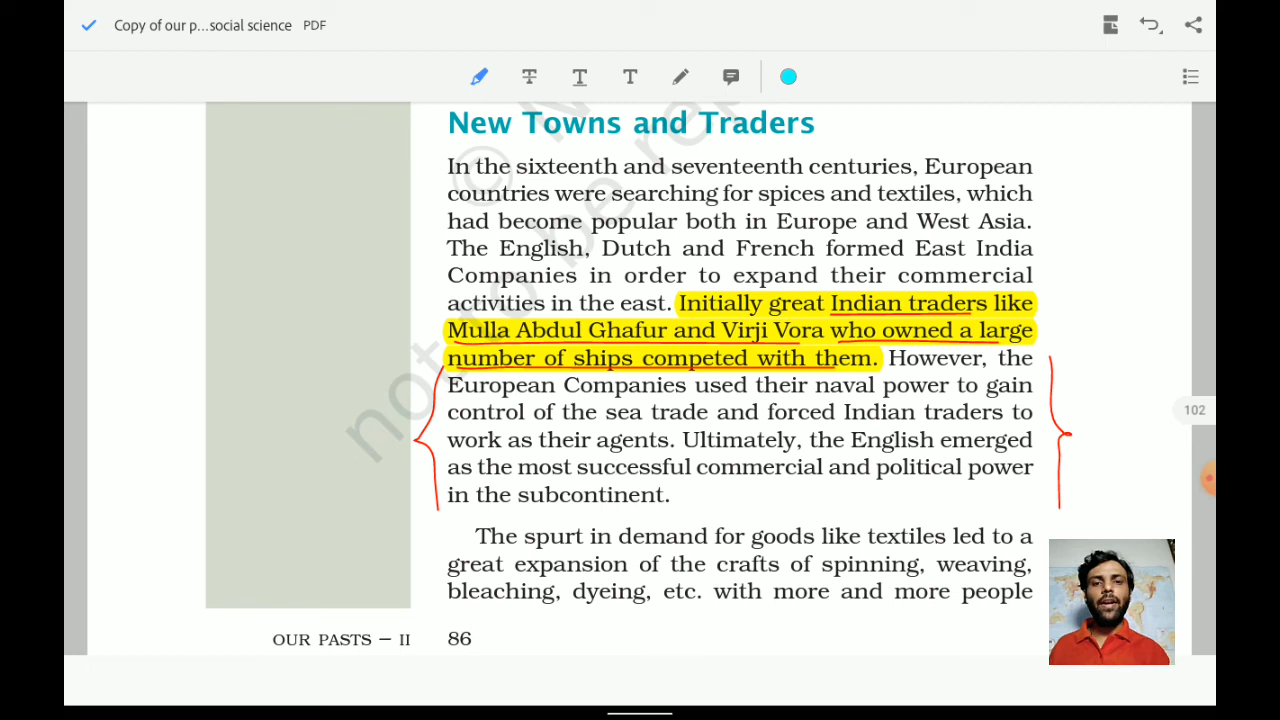 Copy of our p...social science PDF
New Towns and Traders
In the sixteenth and seventeenth centuries, European
countries were searching for spices and textiles, which
had become popular both in Europe and West Asia.
The English, Dutch and French formed East India
Companies in order to expand their commercial
activities in the east. Initially great Indian traders like
Mulla Abdul Ghafur and Virji Vora who owned a large
number of ships competed with them. However, the
European Companies used their naval power to gain
control of the sea trade and forced Indian traders to
work as their agents. Ultimately, the English emerged
as the most successful commercial and political power
in the subcontinent.
102
The spurt in demand for goods like textiles led to a
great expansion of the crafts of spinning, weaving,
bleaching, dyeing, etc. with more and more people
OUR PASTS – II 86
©
not to be re